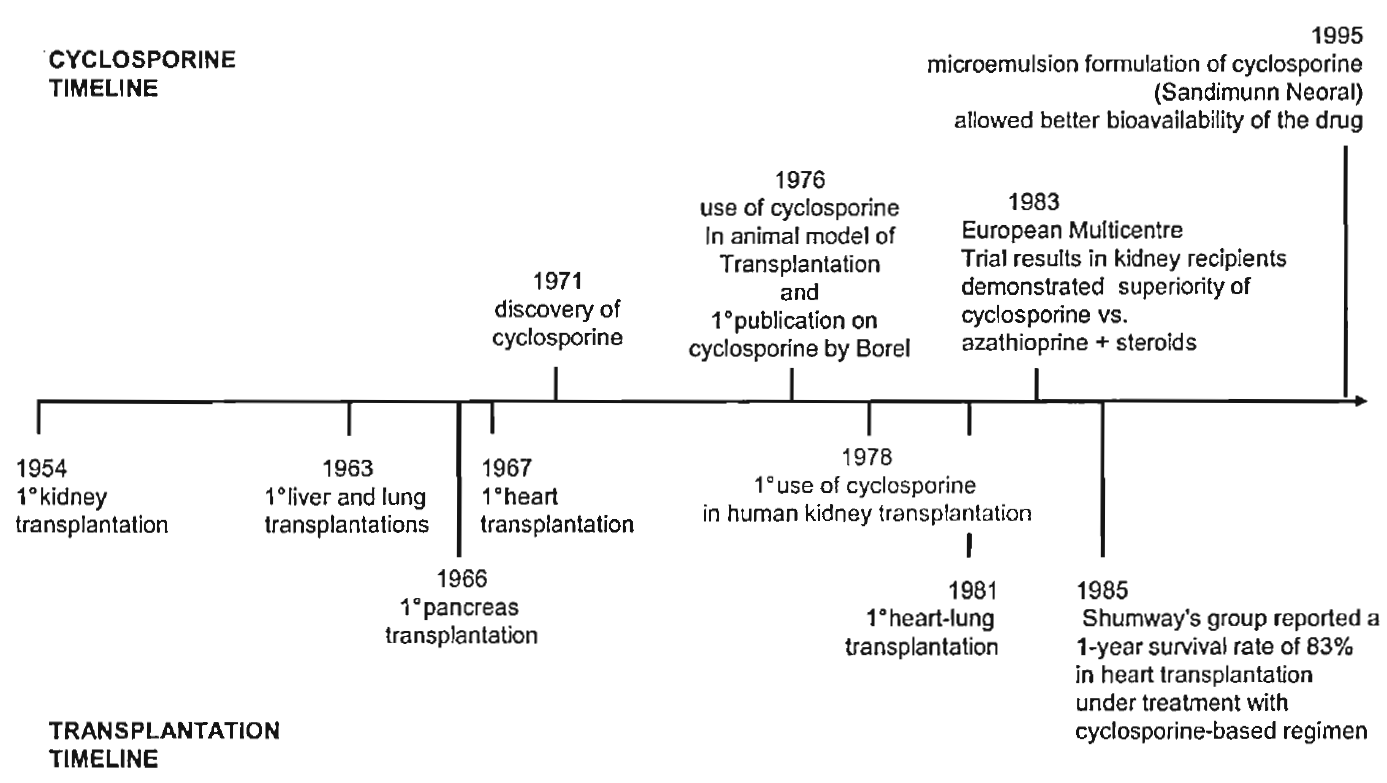 CYCLOSPORINE
TIMELINE
1995
microemulsion formulation of cyclosporine
(Sandimunn Neoral)
allowed better bioavailability of the drug
1976
use of cyclosporine
In animal model of
Transplantation
and
1°publication on
cyclosporine by Borel
1983
European Multicentre
Trial results in kidney recipients
demonstrated superiority of
cyclosporine vs.
azathioprine + steroids
1971
discovery of
cyclosporine
1954
1°kidney
transplantation
1963
1°liver and lung
transplantations
1967
1°heart
transplantation
1978
1°use of cyclosporine
in human kidney transplantation
1966
1°pancreas
transplantation
1981
1°heart-lung
transplantation
1985
Shumway's group reported a
1-year survival rate of 83%
in heart transplantation
under treatment with
cyclosporine-based regimen
TRANSPLANTATION
TIMELINE